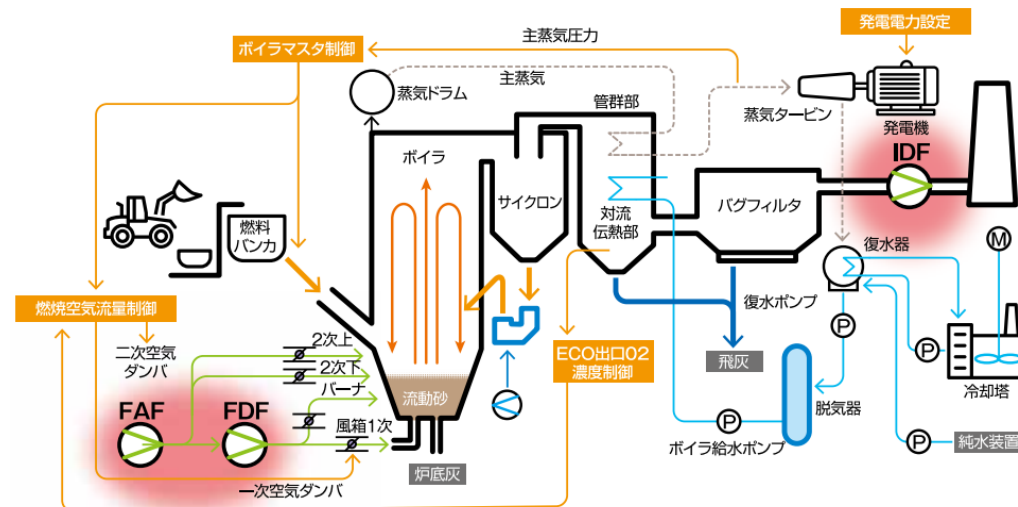 発電電力設定
主蒸気圧力
ボイラマスタ制御
主蒸気
蒸気ドラム
管群部
蒸気タービン
発電機
IDF
ボイラ
サイクロン
バグフィルタ
燃料
バンカ
対流
伝熱部
M
復水器
燃焼空気流量制御
復水ポンプ
P
P
二次空気
ダンパ
2次上
2次下
バーナ
ECO出口02
濃度制御
飛灰
冷却塔
流動砂
脱気器
FAF
FDF
風箱1次
P
P
ボイラ給水ポンプ
純水装置
炉底灰
一次空気ダンパ